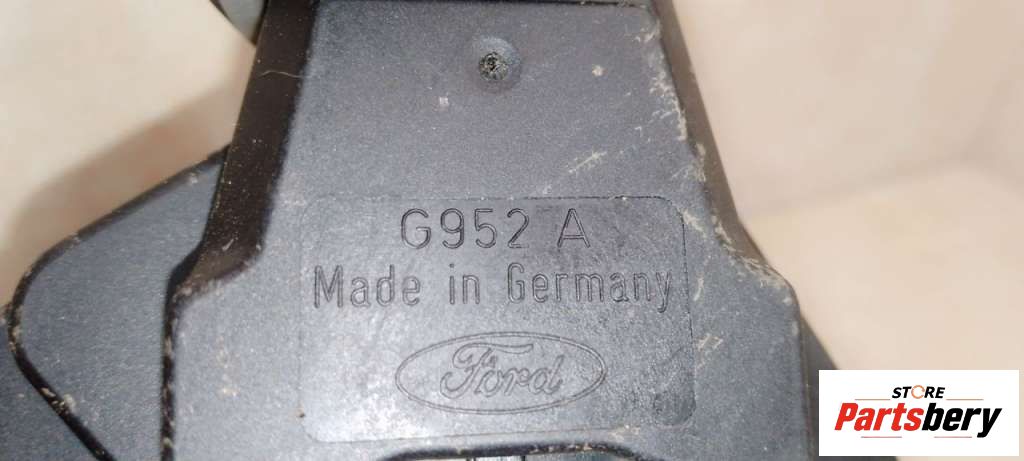 G952 A
Made in Germany
Ford
STORE
Partsbery